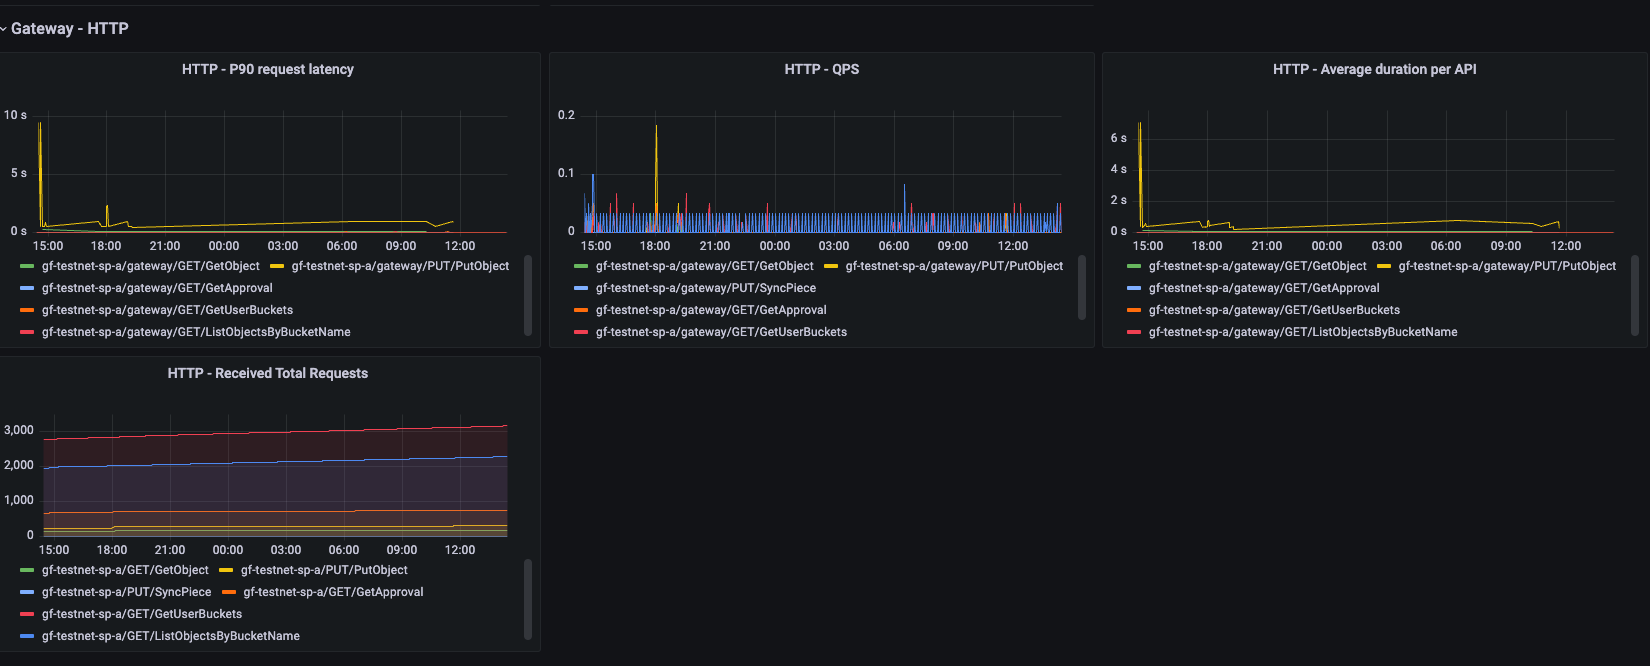 Gateway - HTTP
HTTP - P90 request latency
10 s
5 s
0 s
15:00 18:00 21:00 00:00 03:00 06:00 09:00 12:00
gf-testnet-sp-a/gateway/GET/GetObject gf-testnet-sp-a/gateway/PUT/PutObject
gf-testnet-sp-a/gateway/GET/GetApproval
gf-testnet-sp-a/gateway/GET/GetUserBuckets
gf-testnet-sp-a/gateway/GET/ListObjectsByBucketName
HTTP - QPS
0.2
0.1
0
15:00 18:00 21:00 00:00 03:00 06:00 09:00 12:00
gf-testnet-sp-a/gateway/GET/GetObject gf-testnet-sp-a/gateway/PUT/PutObject
gf-testnet-sp-a/gateway/PUT/SyncPiece
gf-testnet-sp-a/gateway/GET/GetApproval
gf-testnet-sp-a/gateway/GET/GetUserBuckets
HTTP - Average duration per API
6 s
4 s
2 s
0 s
15:00 18:00 21:00 00:00 03:00 06:00 09:00 12:00
gf-testnet-sp-a/gateway/GET/GetObject gf-testnet-sp-a/gateway/PUT/PutObject
gf-testnet-sp-a/gateway/GET/GetApproval
gf-testnet-sp-a/gateway/GET/GetUserBuckets
gf-testnet-sp-a/gateway/GET/ListObjectsByBucketName
HTTP - Received Total Requests
3,000
2,000
1,000
0
15:00 18:00 21:00 00:00 03:00 06:00 09:00 12:00
gf-testnet-sp-a/GET/GetObject gf-testnet-sp-a/PUT/PutObject
gf-testnet-sp-a/PUT/SyncPiece gf-testnet-sp-a/GET/GetApproval
gf-testnet-sp-a/GET/GetUserBuckets
gf-testnet-sp-a/GET/ListObjectsByBucketName